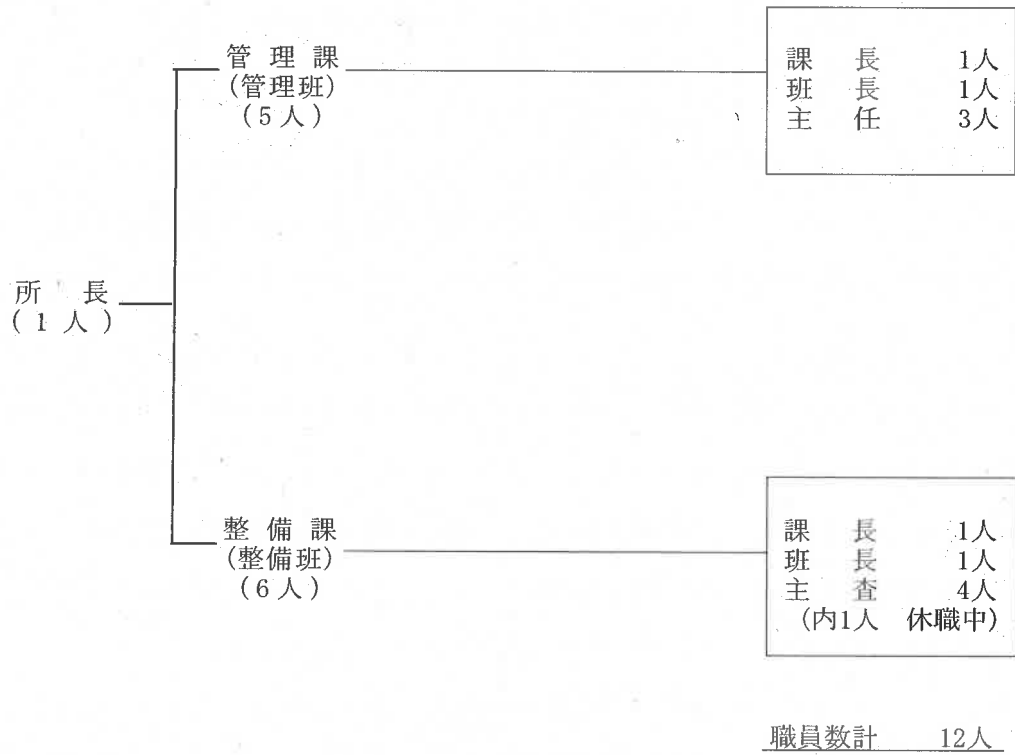 管理課
(管理班)
(5人)
課長 1人
班長 1人
主任 3人
所長
(1人)
整備課
(整備班)
(6人)
課長 1人
班長 1人
主査 4人
(内1人 休職中)
職員数計 12人